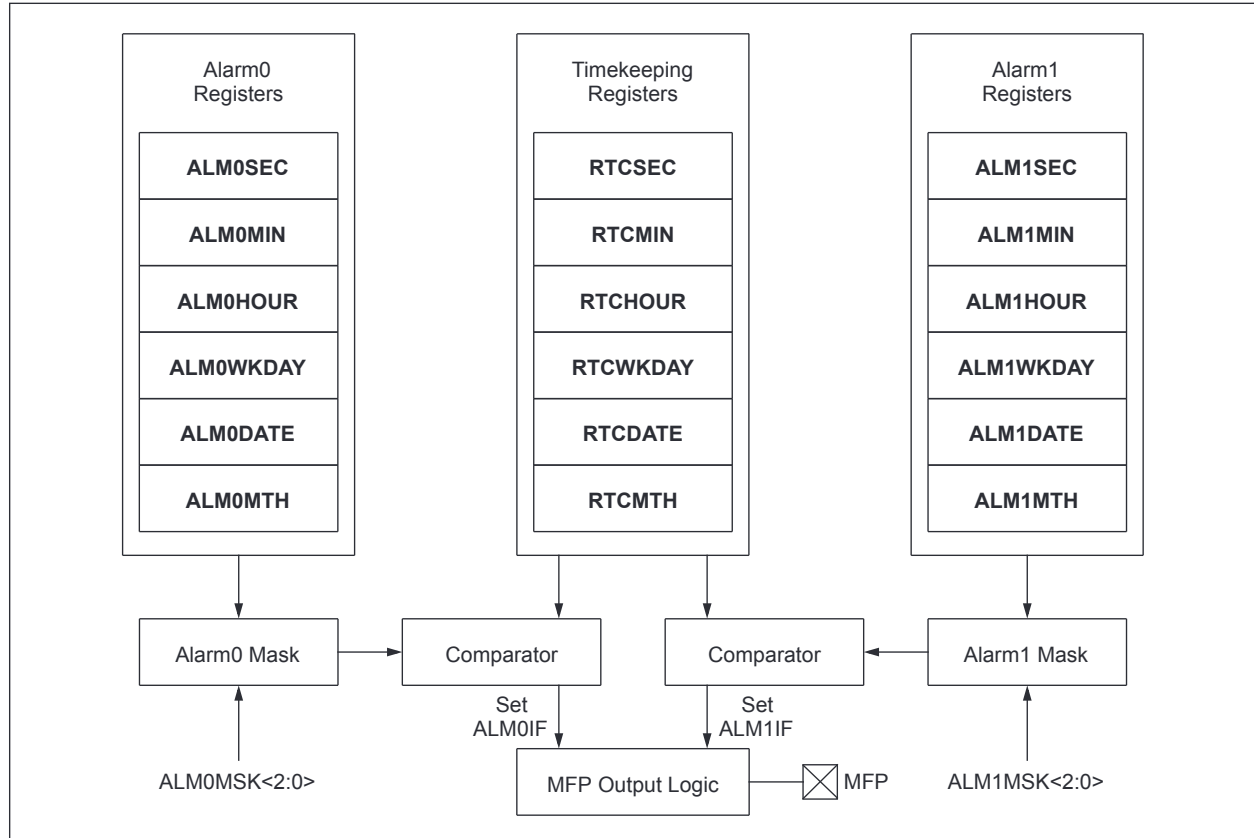 Alarm0
Registers
ALM0SEC
ALM0MIN
ALM0HOUR
ALM0WKDAY
ALM0DATE
ALM0MTH
Timekeeping
Registers
RTCSEC
RTCMIN
RTCHOUR
RTCWKDAY
RTCDATE
RTCMTH
Alarm1
Registers
ALM1SEC
ALM1MIN
ALM1HOUR
ALM1WKDAY
ALM1DATE
ALM1MTH
Alarm0 Mask
Comparator
Comparator
Alarm1 Mask
Set
ALM0IF
Set
ALM1IF
ALM0MSK<2:0>
MFP Output Logic
MFP
ALM1MSK<2:0>